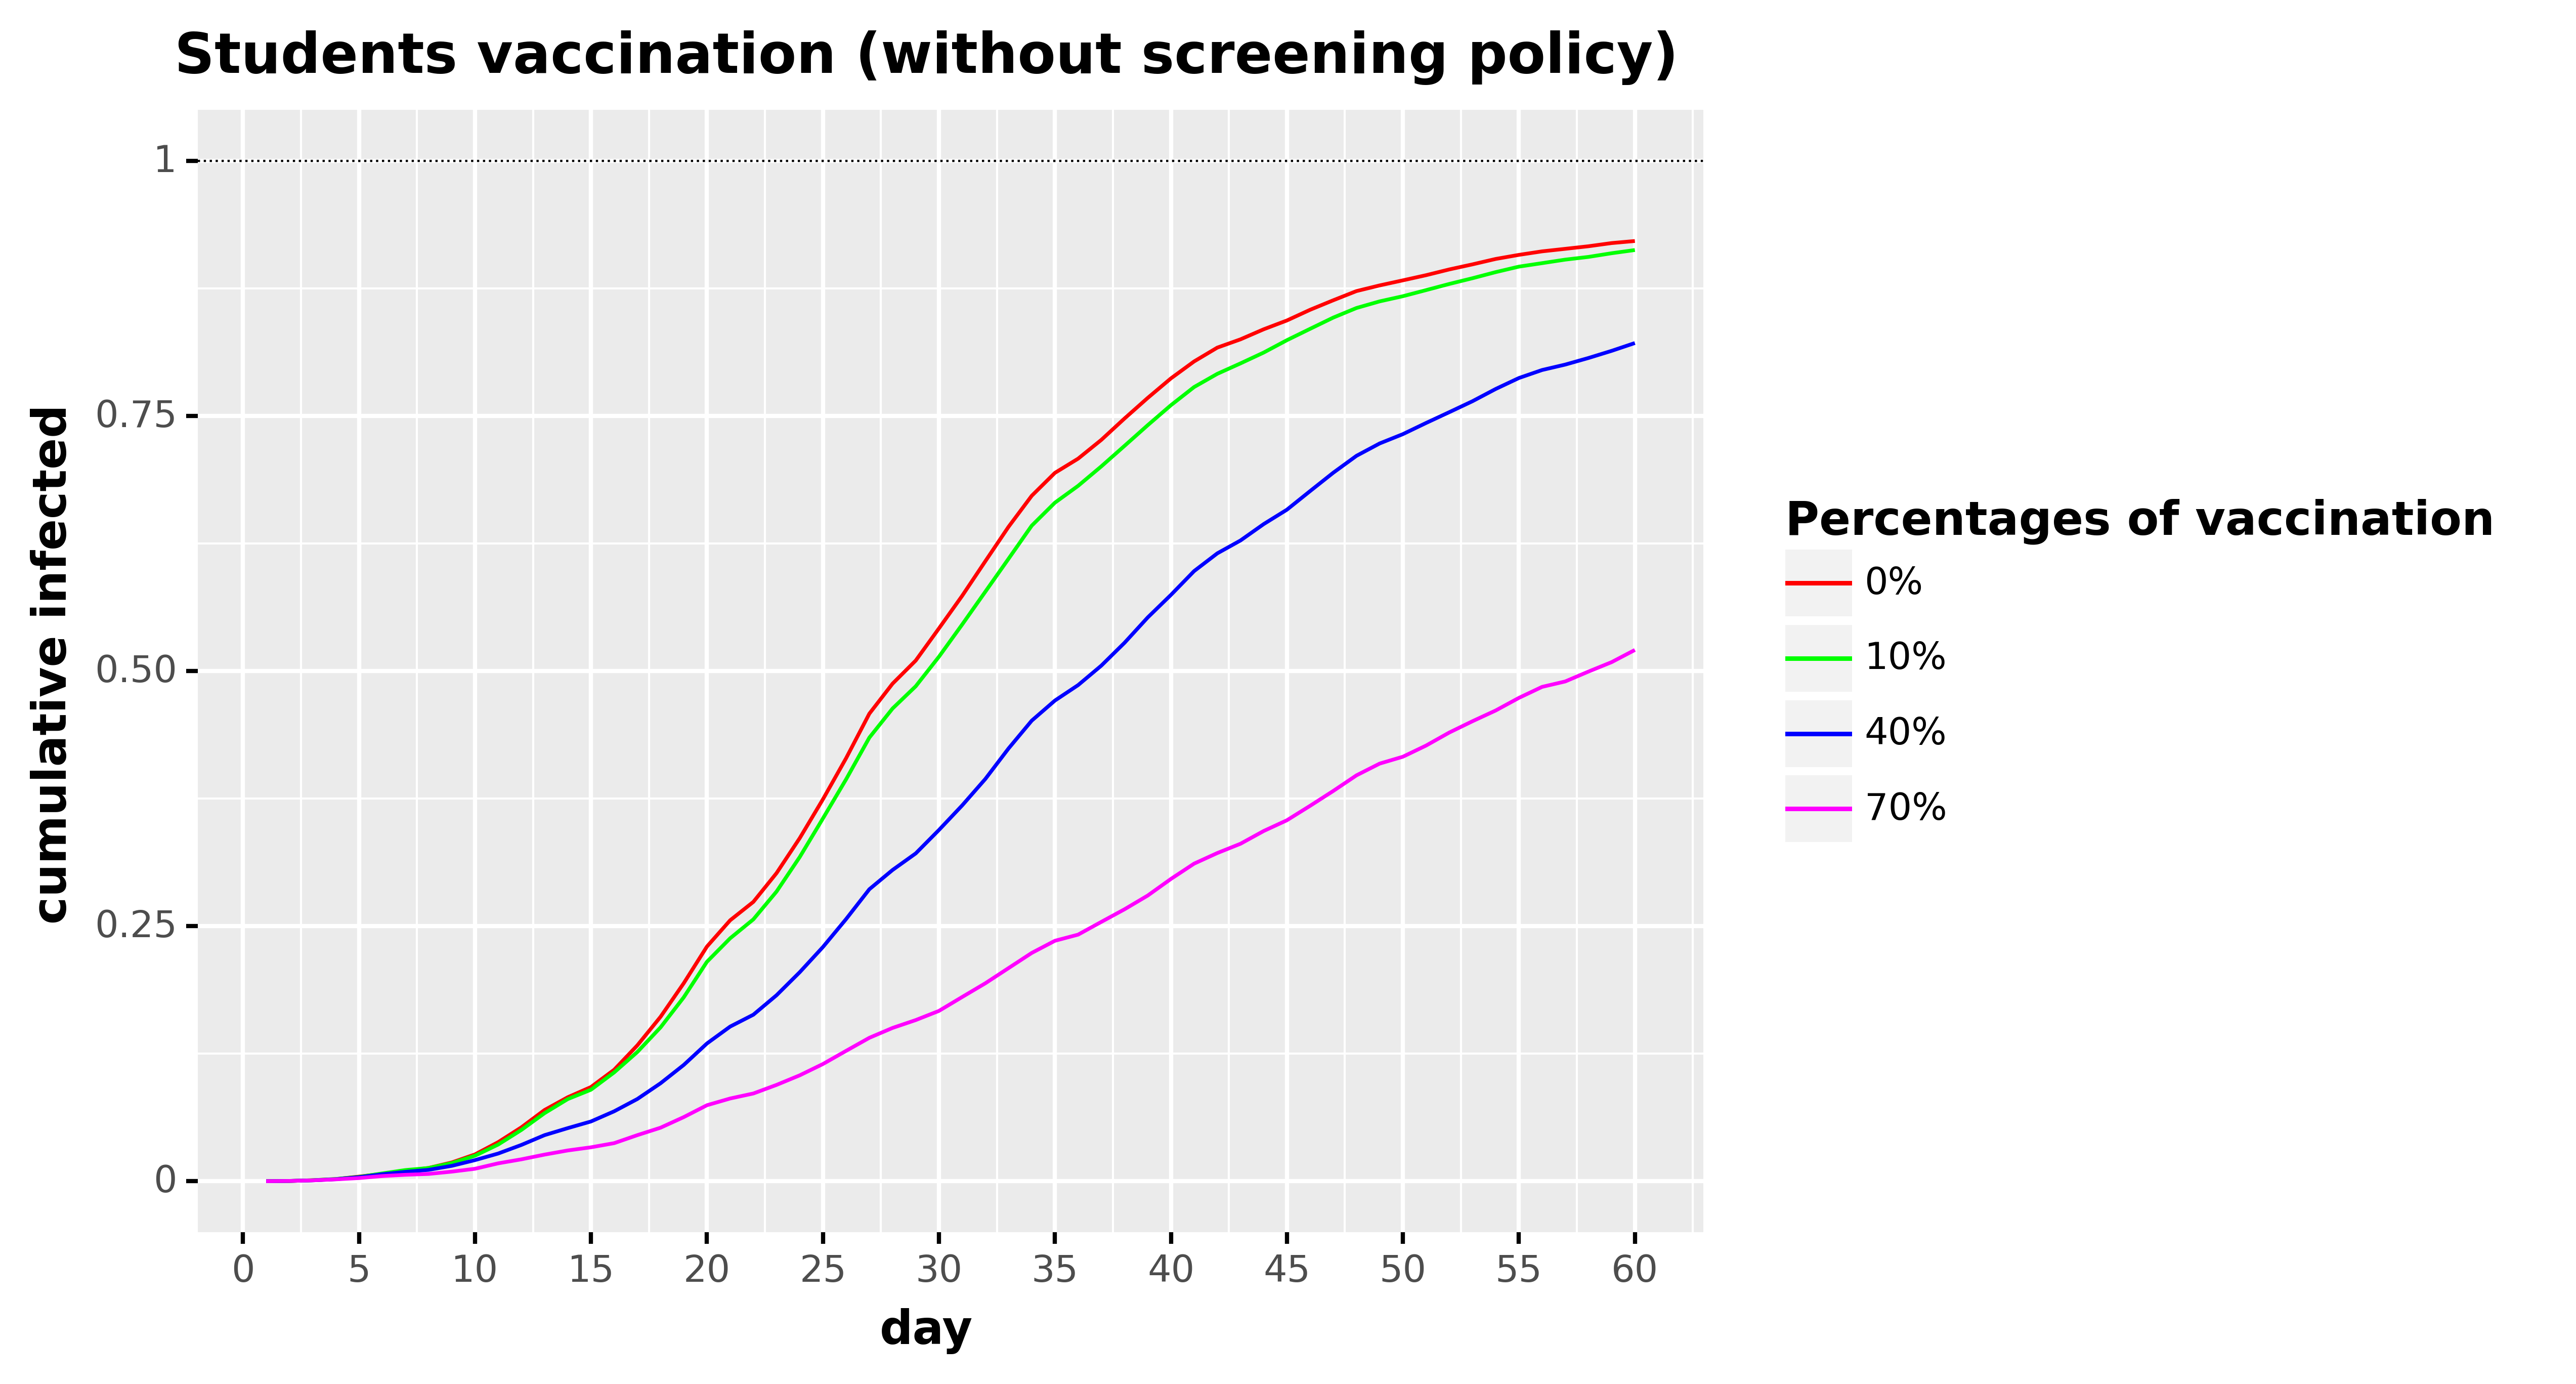 Students vaccination (without screening policy)
cumulative infected
1
0.75
0.50
0.25
0
0 5 10 15 20 25 30 35 40 45 50 55 60
day
Percentages of vaccination
0%
10%
40%
70%